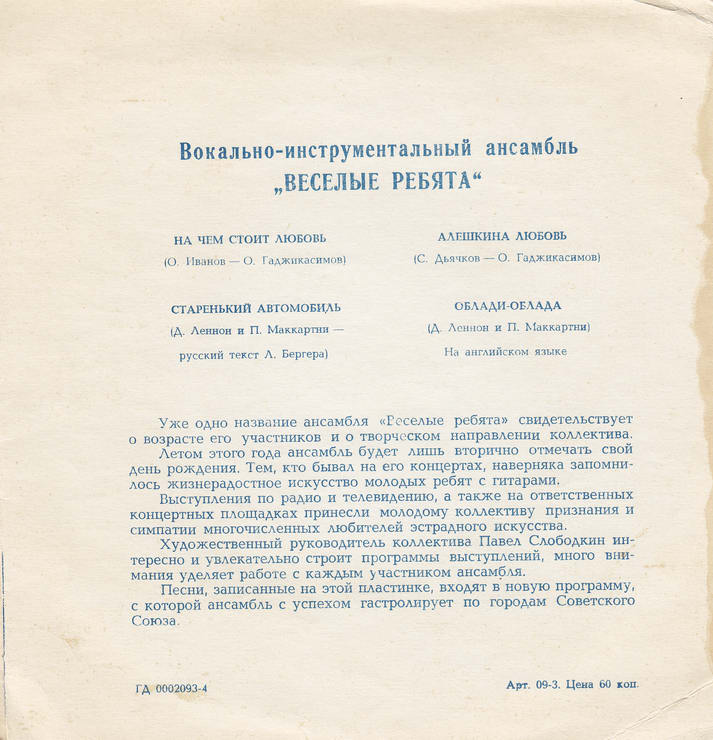 Вокально-инструментальный ансамбль
„ВЕСЕЛЫЕ РЕБЯТА“
НА ЧЕМ СТОИТ ЛЮБОВЬ
(О. Иванов — О. Гаджикасимов)
АЛЕШКИНА ЛЮБОВЬ
(С. Дьячков — О. Гаджикасимов)
СТАРЕНЬКИЙ АВТОМОБИЛЬ
(Д. Леннон и П. Маккартни —
русский текст Л. Бергера)
ОБЛАДИ-ОБЛАДА
(Д. Леннон и П. Маккартни)
На английском языке
Уже одно название ансамбля «Веселые ребята» свидетельствует
о возрасте его участников и о творческом направлении коллектива.
Летом этого года ансамбль будет лишь вторично отмечать свой
день рождения. Тем, кто бывал на его концертах, наверняка запомни-
лось жизнерадостное искусство молодых ребят с гитарами.
Выступления по радио и телевидению, а также на ответственных
концертных площадках принесли молодому коллективу признания и
симпатии многочисленных любителей эстрадного искусства.
Художественный руководитель коллектива Павел Слободкин ин-
тересно и увлекательно строит программы выступлений, много вни-
мания уделяет работе с каждым участником ансамбля.
Песни, записанные на этой пластинке, входят в новую программу,
с которой ансамбль с успехом гастролирует по городам Советского
Союза.
ГД 0002093-4
Арт. 09-3. Цена 60 коп.